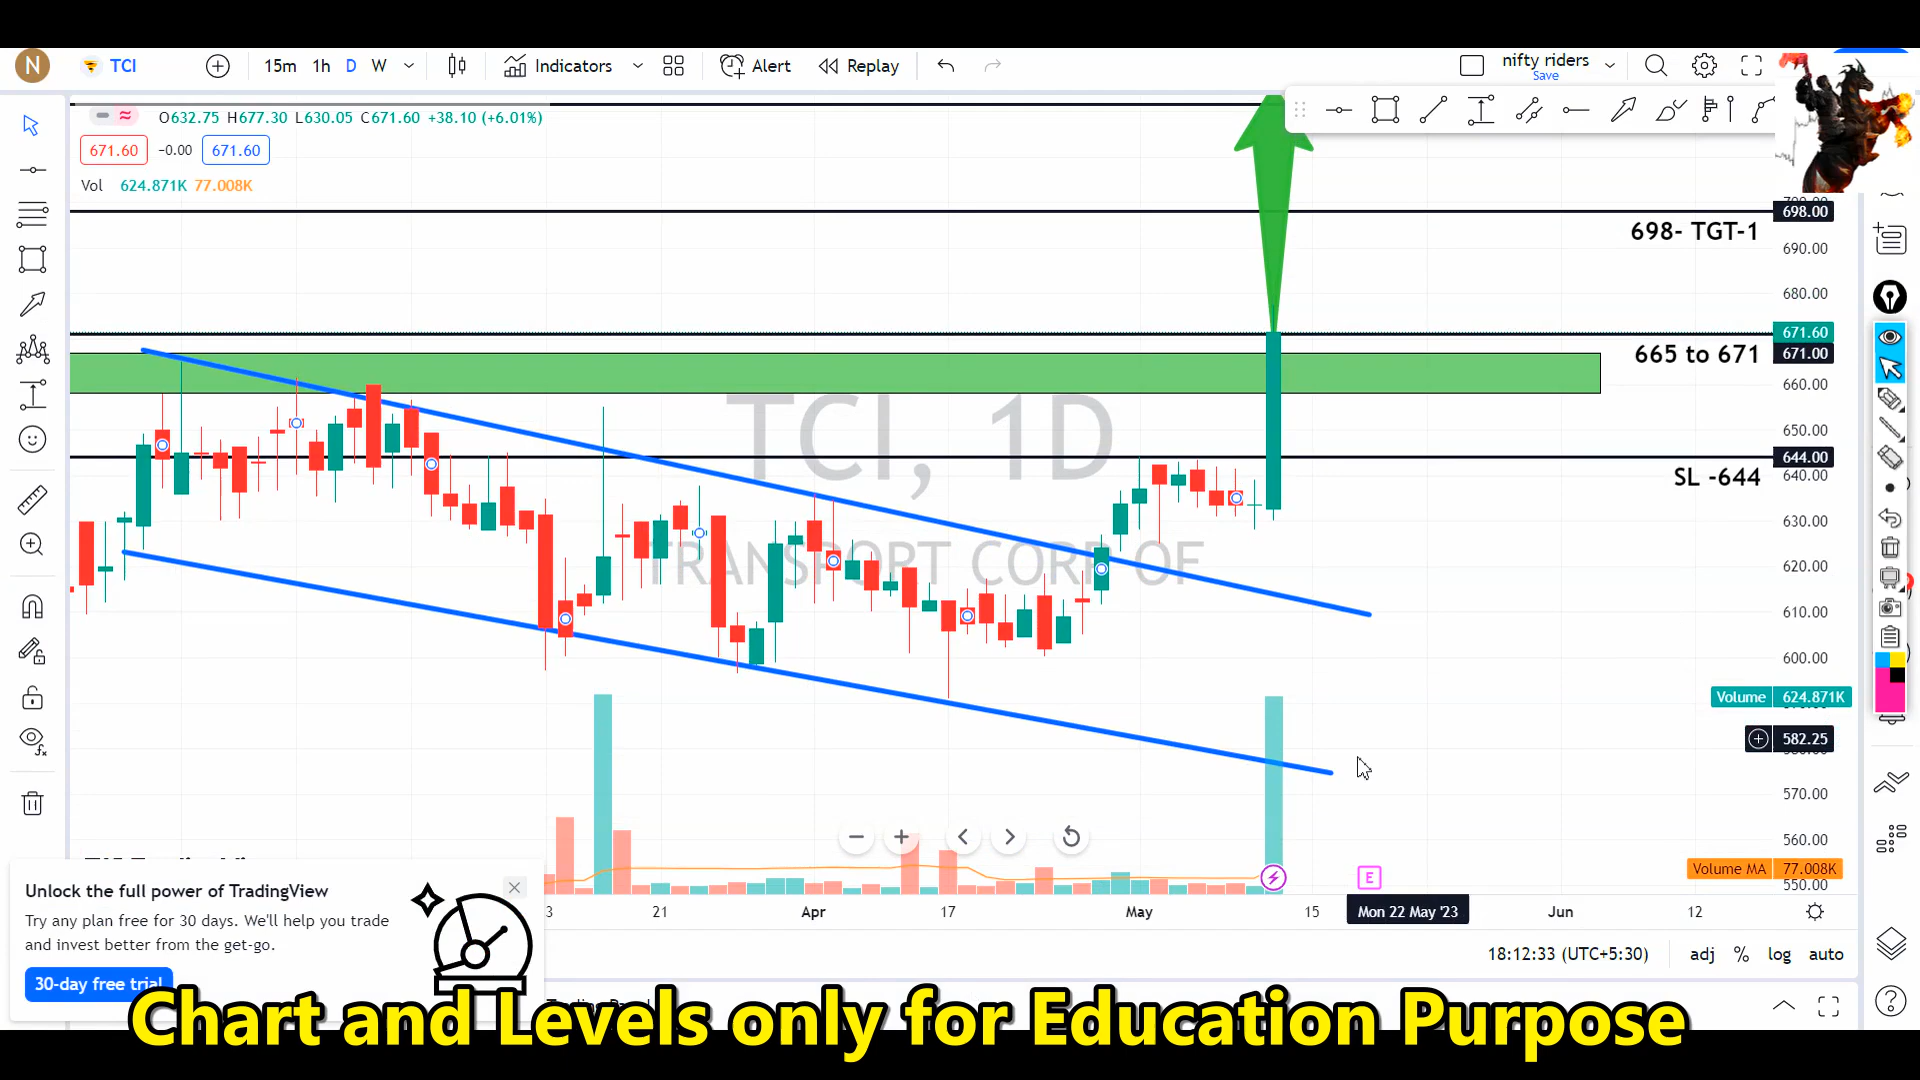 N TCI 15m 1h D W Indicators Alert Replay nifty riders
Save
O632.75 H677.30 L630.05 C671.60 +38.10 (+6.01%)
671.60 −0.00 671.60
Vol 624.871K 77.008K
698.00
698- TGT-1
690.00
680.00
671.60
665 to 671 671.00
660.00
TCI, 1D
650.00
644.00
SL -644 640.00
630.00
TRANSPORT CORP OF
620.00
610.00
600.00
Volume 624.871K
582.25
570.00
560.00
Volume MA 77.008K
550.00
E
3 21 Apr 17 May 15 Mon 22 May '23 Jun 12
Unlock the full power of TradingView
Try any plan free for 30 days. We'll help you trade
and invest better from the get-go.
30-day free trial
18:12:33 (UTC+5:30) adj % log auto
Chart and Levels only for Education Purpose